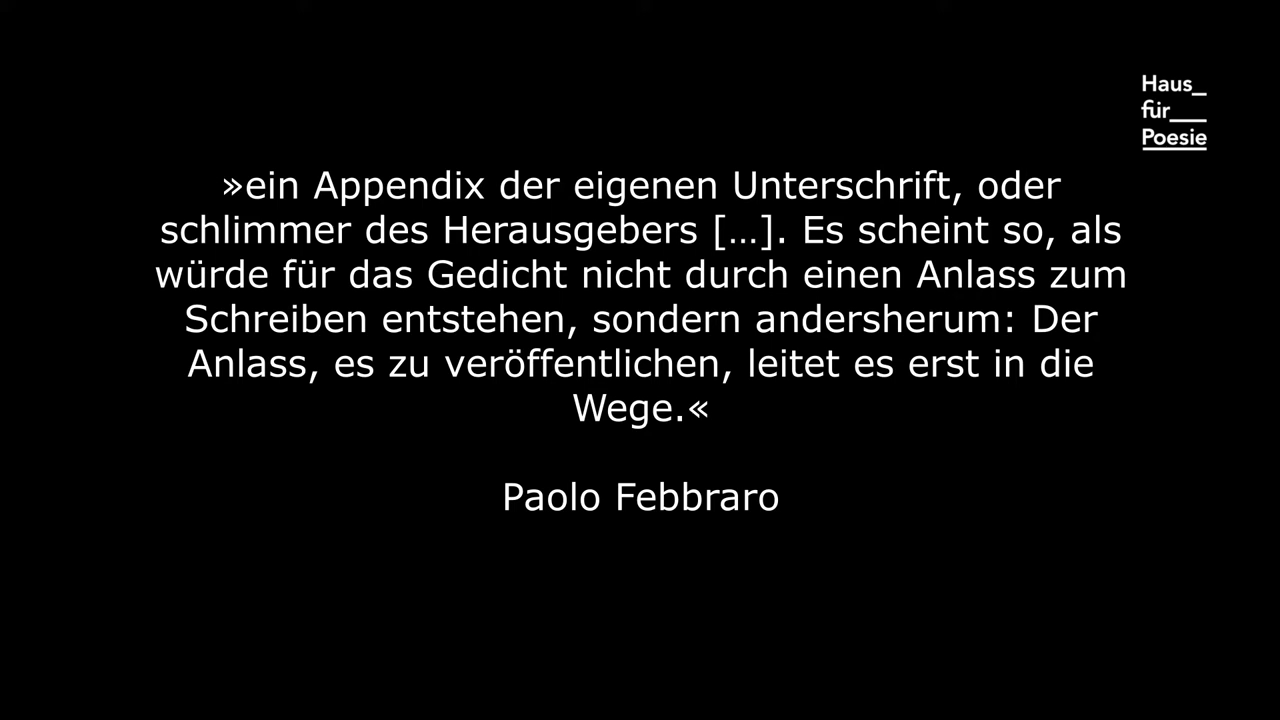 Haus_
für___
Poesie
»ein Appendix der eigenen Unterschrift, oder
schlimmer des Herausgebers […]. Es scheint so, als
würde für das Gedicht nicht durch einen Anlass zum
Schreiben entstehen, sondern andersherum: Der
Anlass, es zu veröffentlichen, leitet es erst in die
Wege.«
Paolo Febbraro